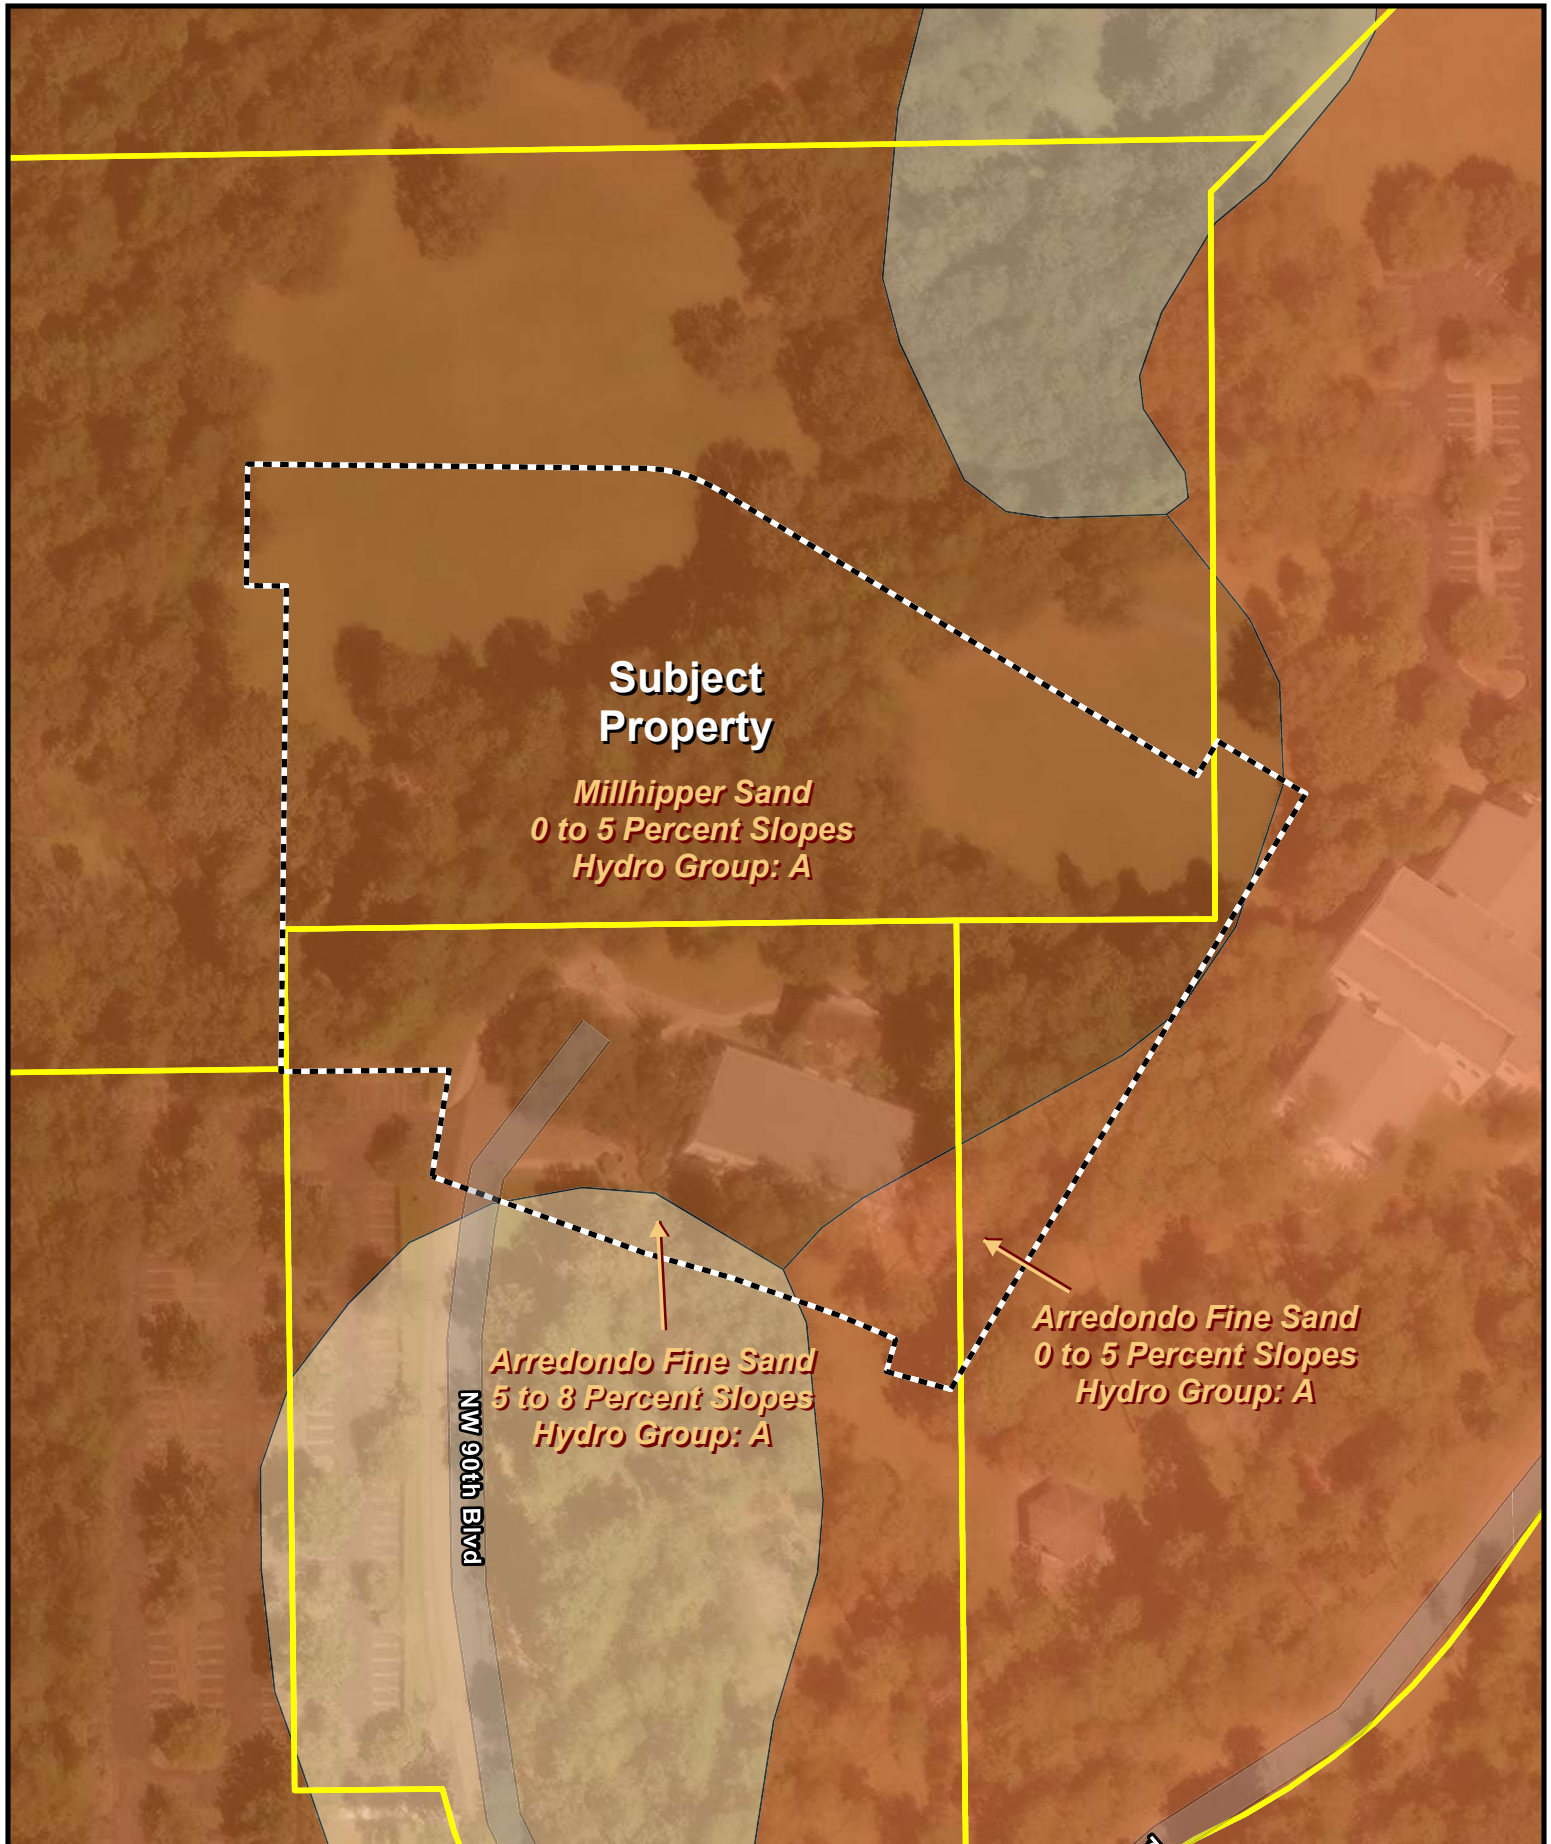 Subject
Property
Millhipper Sand
0 to 5 Percent Slopes
Hydro Group: A
Arredondo Fine Sand
0 to 5 Percent Slopes
Hydro Group: A
Arredondo Fine Sand
5 to 8 Percent Slopes
Hydro Group: A
NW 90th Blvd